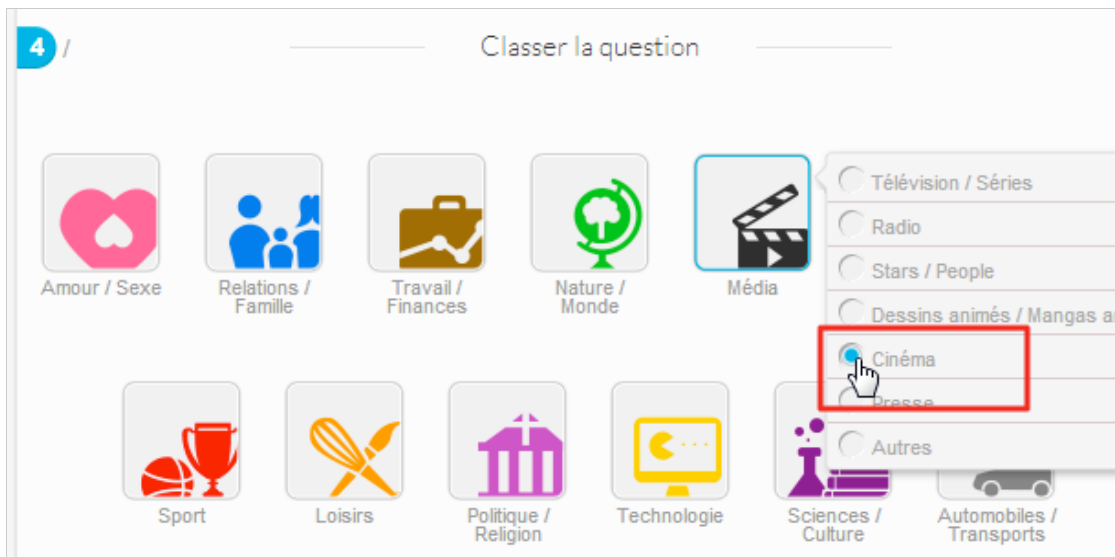 4 /
Classer la question
Amour / Sexe
Relations /
Famille
Travail /
Finances
Nature /
Monde
Média
Télévision / Séries
Radio
Stars / People
Dessins animés / Mangas
Cinéma
Presse
Autres
Sport
Loisirs
Politique /
Religion
Technologie
Sciences /
Culture
Automobiles /
Transports